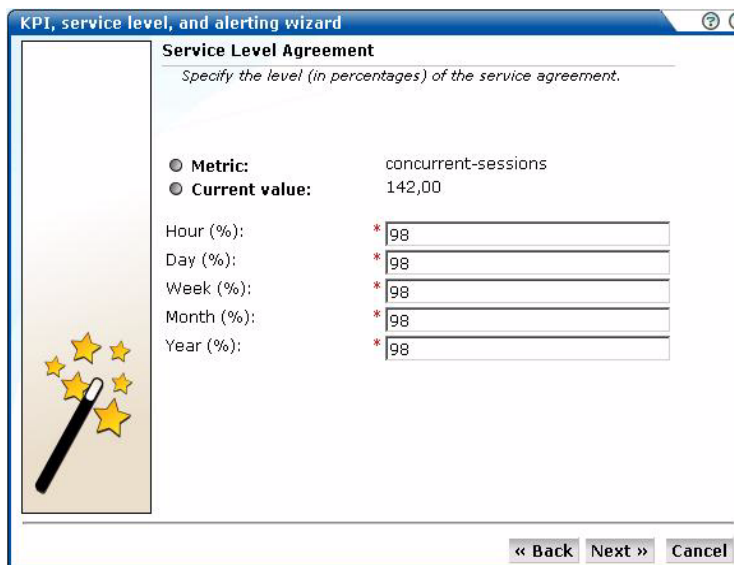 KPI, service level, and alerting wizard
Service Level Agreement
Specify the level (in percentages) of the service agreement.
Metric: concurrent-sessions
Current value: 142,00
Hour (%): * 98
Day (%): * 98
Week (%): * 98
Month (%): * 98
Year (%): * 98
« Back Next » Cancel